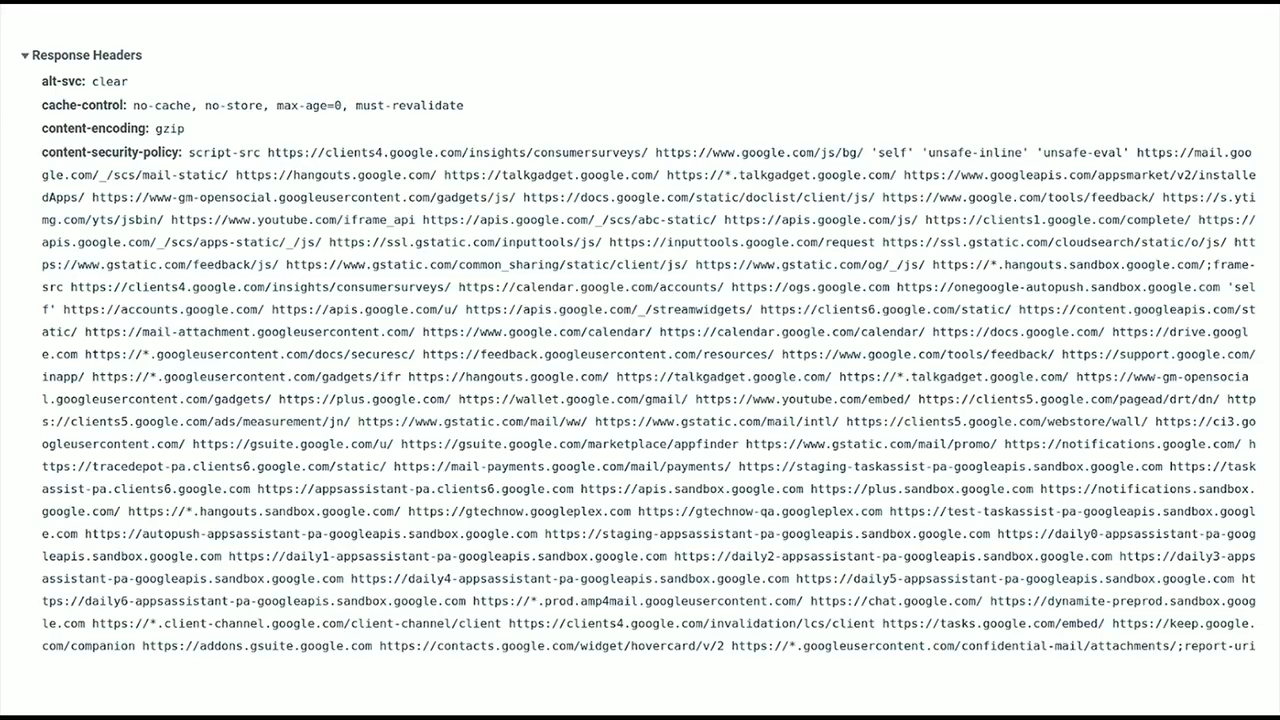 Response Headers
alt-svc: clear
cache-control: no-cache, no-store, max-age=0, must-revalidate
content-encoding: gzip
content-security-policy: script-src https://clients4.google.com/insights/consumersurveys/ https://www.google.com/js/bg/ 'self' 'unsafe-inline' 'unsafe-eval' https://mail.goo
gle.com/_/scs/mail-static/ https://hangouts.google.com/ https://talkgadget.google.com/ https://*.talkgadget.google.com/ https://www.googleapis.com/appsmarket/v2/installe
dApps/ https://www-gm-opensocial.googleusercontent.com/gadgets/js/ https://docs.google.com/static/doclist/client/js/ https://www.google.com/tools/feedback/ https://s.yti
mg.com/yts/jsbin/ https://www.youtube.com/iframe_api https://apis.google.com/_/scs/abc-static/ https://apis.google.com/js/ https://clients1.google.com/complete/ https://
apis.google.com/_/scs/apps-static/_/js/ https://ssl.gstatic.com/inputtools/js/ https://inputtools.google.com/request https://ssl.gstatic.com/cloudsearch/static/o/js/ htt
ps://www.gstatic.com/feedback/js/ https://www.gstatic.com/common_sharing/static/client/js/ https://www.gstatic.com/og/_/js/ https://*.hangouts.sandbox.google.com/;frame-
src https://clients4.google.com/insights/consumersurveys/ https://calendar.google.com/accounts/ https://ogs.google.com https://onegoogle-autopush.sandbox.google.com 'sel
f' https://accounts.google.com/ https://apis.google.com/u/ https://apis.google.com/_/streamwidgets/ https://clients6.google.com/static/ https://content.googleapis.com/st
atic/ https://mail-attachment.googleusercontent.com/ https://www.google.com/calendar/ https://calendar.google.com/calendar/ https://docs.google.com/ https://drive.googl
e.com https://*.googleusercontent.com/docs/securesc/ https://feedback.googleusercontent.com/resources/ https://www.google.com/tools/feedback/ https://support.google.com/
inapp/ https://*.googleusercontent.com/gadgets/ifr https://hangouts.google.com/ https://talkgadget.google.com/ https://*.talkgadget.google.com/ https://www-gm-opensocia
l.googleusercontent.com/gadgets/ https://plus.google.com/ https://wallet.google.com/gmail/ https://www.youtube.com/embed/ https://clients5.google.com/pagead/drt/dn/ http
s://clients5.google.com/ads/measurement/jn/ https://www.gstatic.com/mail/ww/ https://www.gstatic.com/mail/intl/ https://clients5.google.com/webstore/wall/ https://ci3.go
ogleusercontent.com/ https://gsuite.google.com/u/ https://gsuite.google.com/marketplace/appfinder https://www.gstatic.com/mail/promo/ https://notifications.google.com/ h
ttps://tracedepot-pa.clients6.google.com/static/ https://mail-payments.google.com/mail/payments/ https://staging-taskassist-pa-googleapis.sandbox.google.com https://task
assist-pa.clients6.google.com https://appsassistant-pa.clients6.google.com https://apis.sandbox.google.com https://plus.sandbox.google.com https://notifications.sandbox.
google.com/ https://*.hangouts.sandbox.google.com/ https://gtechnow.googleplex.com https://gtechnow-qa.googleplex.com https://test-taskassist-pa-googleapis.sandbox.googl
e.com https://autopush-appsassistant-pa-googleapis.sandbox.google.com https://staging-appsassistant-pa-googleapis.sandbox.google.com https://daily0-appsassistant-pa-goog
leapis.sandbox.google.com https://daily1-appsassistant-pa-googleapis.sandbox.google.com https://daily2-appsassistant-pa-googleapis.sandbox.google.com https://daily3-apps
assistant-pa-googleapis.sandbox.google.com https://daily4-appsassistant-pa-googleapis.sandbox.google.com https://daily5-appsassistant-pa-googleapis.sandbox.google.com ht
tps://daily6-appsassistant-pa-googleapis.sandbox.google.com https://*.prod.amp4mail.googleusercontent.com/ https://chat.google.com/ https://dynamite-preprod.sandbox.goog
le.com https://*.client-channel.google.com/client-channel/client https://clients4.google.com/invalidation/lcs/client https://tasks.google.com/embed/ https://keep.google.
com/companion https://addons.gsuite.google.com https://contacts.google.com/widget/hovercard/v/2 https://*.googleusercontent.com/confidential-mail/attachments/;report-uri